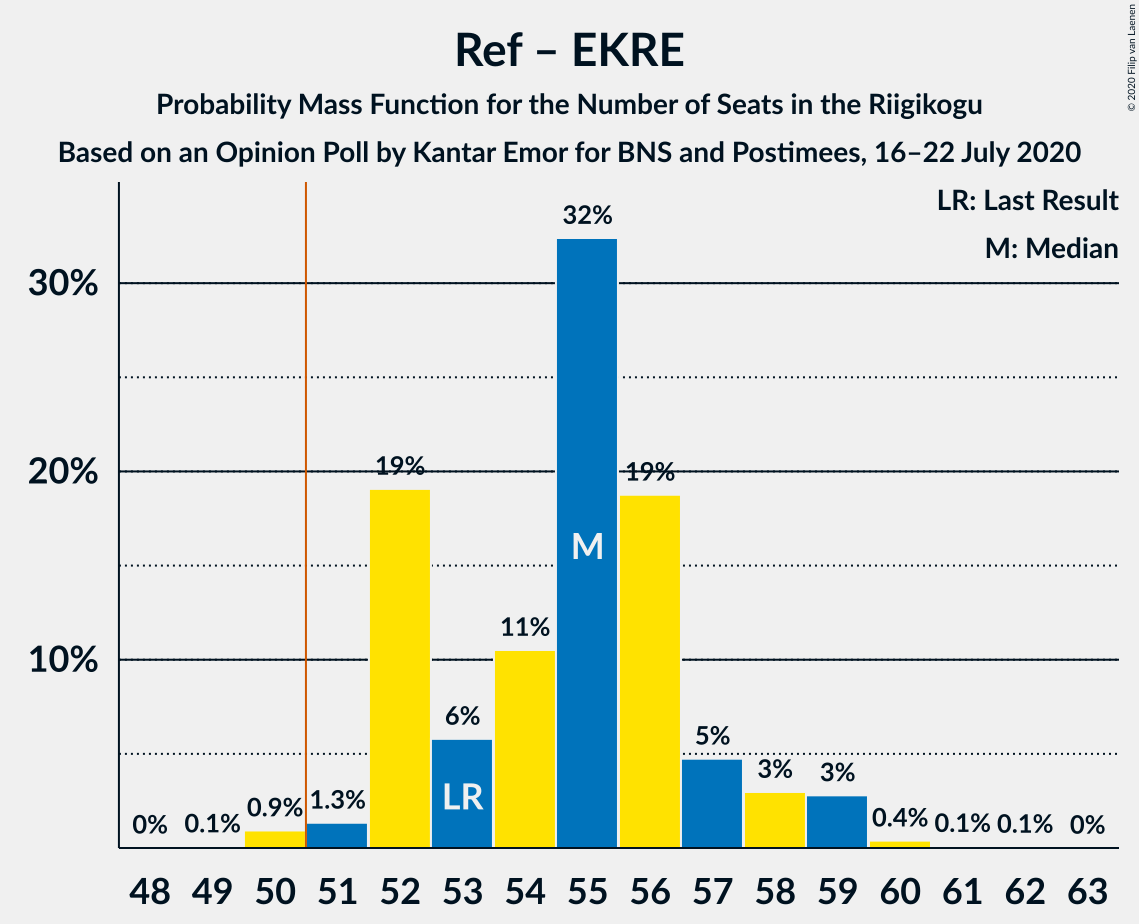 Ref – EKRE
Probability Mass Function for the Number of Seats in the Riigikogu
Based on an Opinion Poll by Kantar Emor for BNS and Postimees, 16–22 July 2020
© 2020 Filip van Laenen
LR: Last Result
M: Median
30%
20%
10%
0% 0.1% 0.9% 1.3% 19% 6% 11% 32% 19% 5% 3% 3% 0.4% 0.1% 0.1% 0%
LR M
48 49 50 51 52 53 54 55 56 57 58 59 60 61 62 63